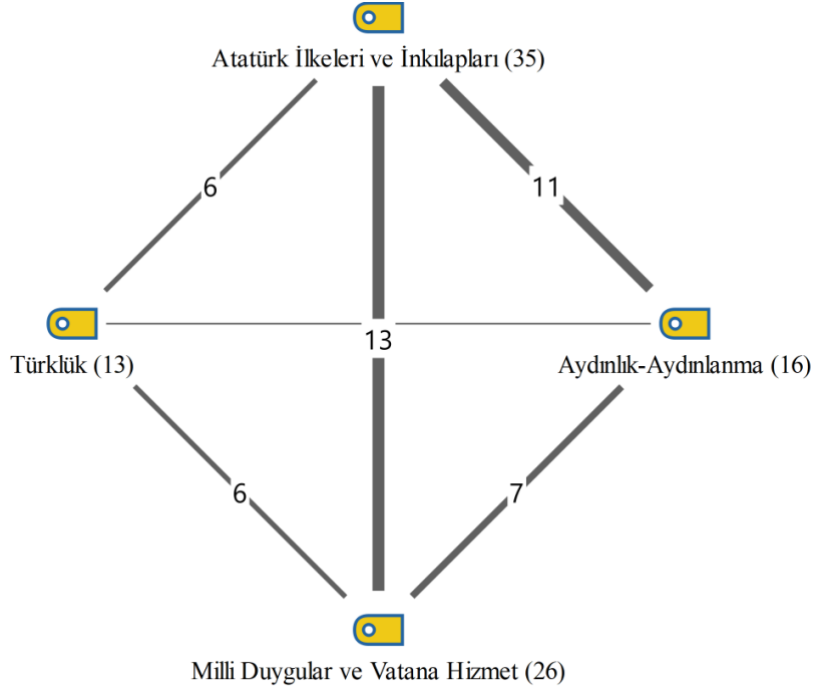 Atatürk İlkeleri ve İnkılapları (35)
6
11
13
Türklük (13)
Aydınlık-Aydınlanma (16)
6
7
Milli Duygular ve Vatana Hizmet (26)